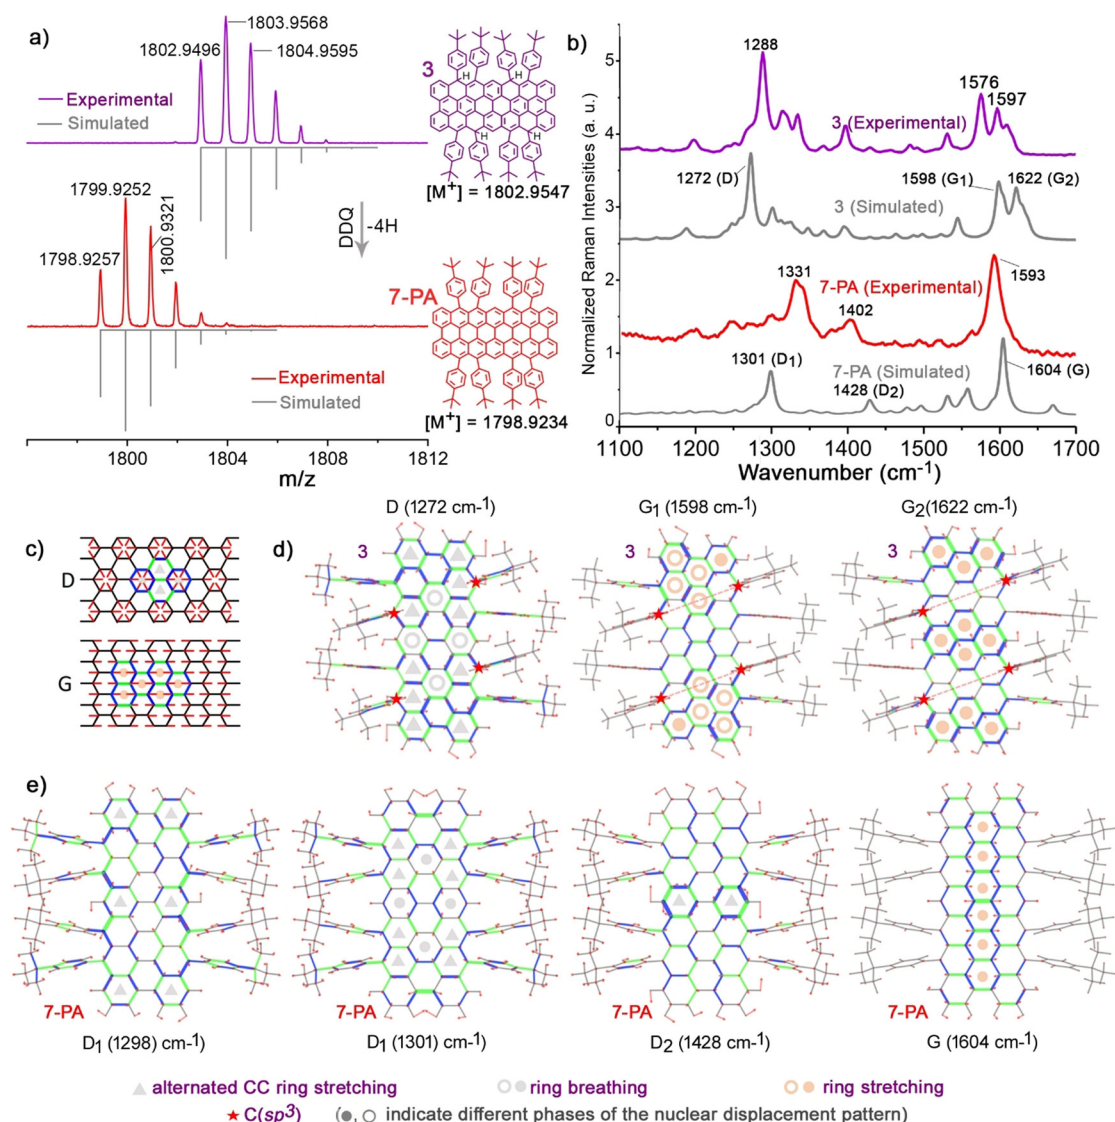 a)
1802.9496
1803.9568
1804.9595
Experimental
Simulated
3
H
H
H
H
[M⁺] = 1802.9547
DDQ
-4H
1799.9252
1798.9257
1800.9321
7-PA
Experimental
Simulated
[M⁺] = 1798.9234
1800
1804
1808
1812
m/z
b)
Normalized Raman Intensities (a. u.)
5
4
3
2
1
0
1288
1576
1597
3 (Experimental)
1272 (D)
1598 (G₁)
1622 (G₂)
3 (Simulated)
7-PA (Experimental)
1593
1331
1402
1301 (D₁)
7-PA (Simulated)
1428 (D₂)
1604 (G)
1100
1200
1300
1400
1500
1600
1700
Wavenumber (cm⁻¹)
c)
D
G
d)
D (1272 cm⁻¹)
3
G₁ (1598 cm⁻¹)
3
G₂(1622 cm⁻¹)
3
e)
7-PA
D₁ (1298) cm⁻¹)
7-PA
D₁ (1301) cm⁻¹)
7-PA
D₂ (1428 cm⁻¹)
7-PA
G (1604 cm⁻¹)
alternated CC ring stretching
ring breathing
ring stretching
C(sp³)
(●, ○ indicate different phases of the nuclear displacement pattern)